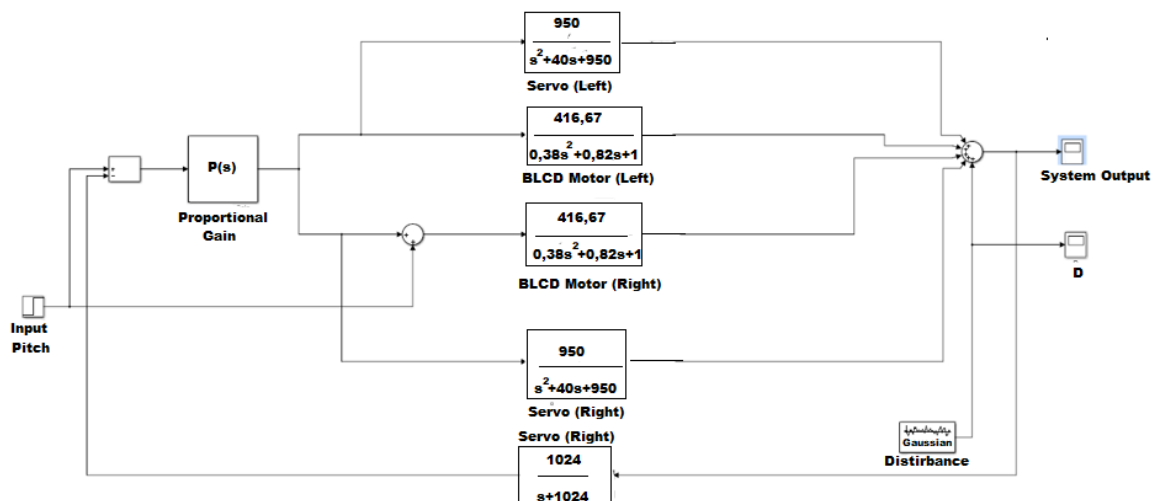 950
s²+40s+950
Servo (Left)
416,67
0,38s²+0,82s+1
BLCD Motor (Left)
P(s)
Proportional
Gain
System Output
416,67
0,38s²+0,82s+1
BLCD Motor (Right)
D
Input
Pitch
950
s²+40s+950
Servo (Right)
Servo (Right)
Gaussian
Distirbance
1024
s+1024